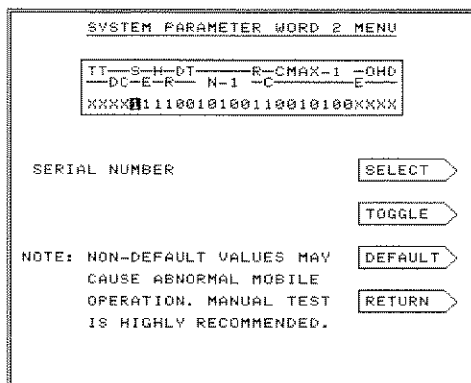 SYSTEM PARAMETER WORD 2 MENU
TT—S—H—DT———R—CMAX-1 —OHD
—DC—E—R— N-1 —C———E—
XXXX11110010100110010100XXXX
SERIAL NUMBER
SELECT
TOGGLE
NOTE: NON-DEFAULT VALUES MAY
DEFAULT
CAUSE ABNORMAL MOBILE
OPERATION. MANUAL TEST
RETURN
IS HIGHLY RECOMMENDED.